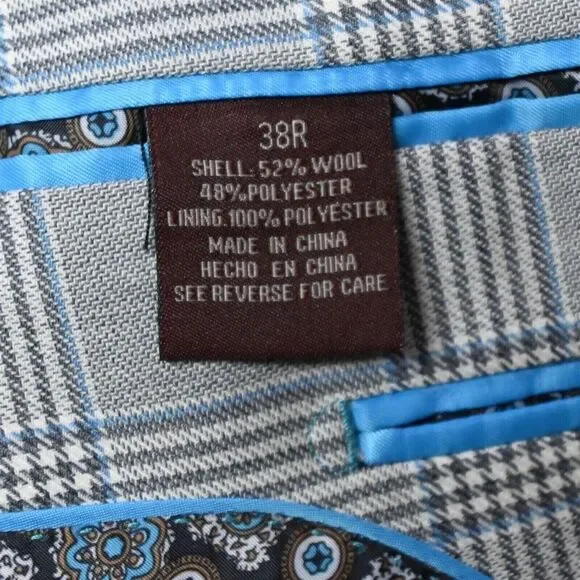 38R
SHELL: 52% WOOL
48%POLYESTER
LINING.100% POLYESTER
MADE IN CHINA
HECHO EN CHINA
SEE REVERSE FOR CARE